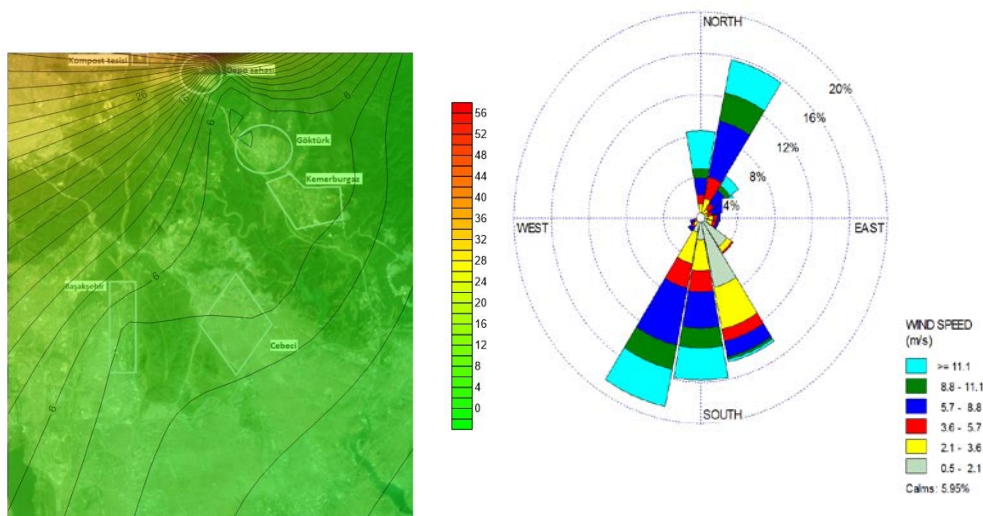 Kompost tesisi
Depo sahası
26
6
6
Göktürk
Kemerburgaz
6
Başakşehir
Cebeci
6
56
52
48
44
40
36
32
28
24
20
16
12
8
4
0
NORTH
20%
16%
12%
8%
4%
WEST
EAST
SOUTH
WIND SPEED
(m/s)
>= 11.1
8.8 - 11.1
5.7 - 8.8
3.6 - 5.7
2.1 - 3.6
0.5 - 2.1
Calms: 5.95%